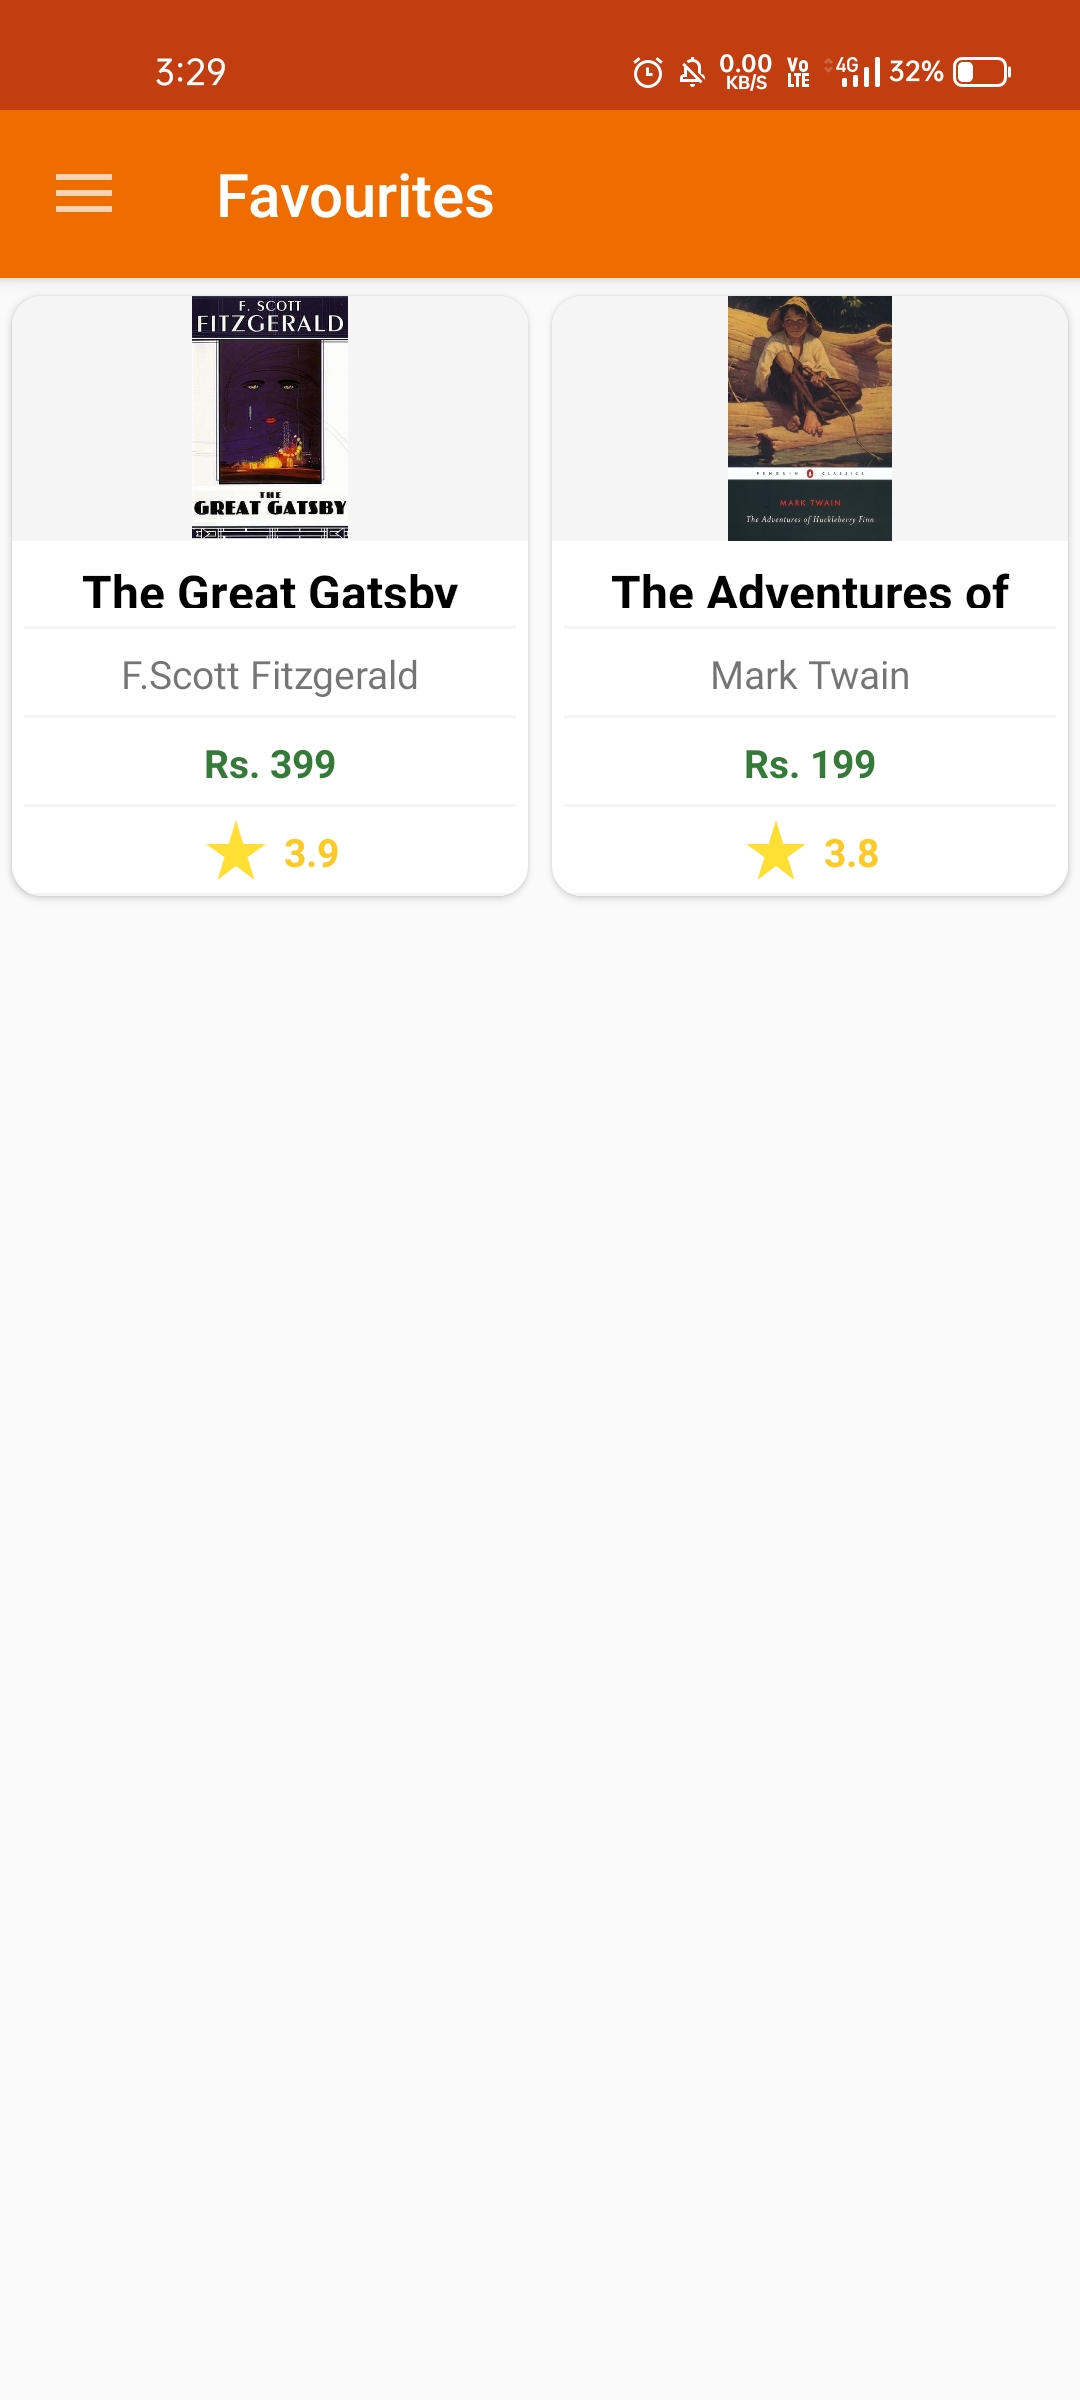 3:29
0.00
KB/S
Vo
LTE
4G
32%
Favourites
F. SCOTT
FITZGERALD
THE
GREAT GATSBY
PENGUIN CLASSICS
MARK TWAIN
The Adventures of Huckleberry Finn
The Great Gatsby
The Adventures of
F.Scott Fitzgerald
Mark Twain
Rs. 399
Rs. 199
3.9
3.8